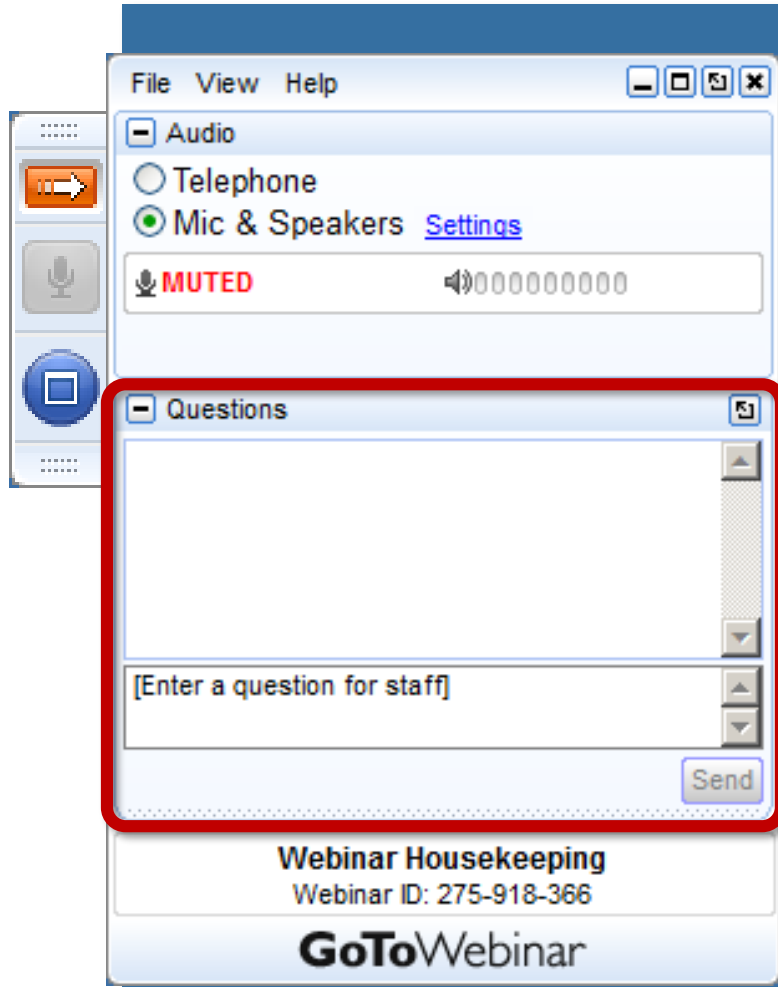 File View Help
Audio
Telephone
Mic & Speakers Settings
MUTED
Questions
[Enter a question for staff]
Send
Webinar Housekeeping
Webinar ID: 275-918-366
GoToWebinar